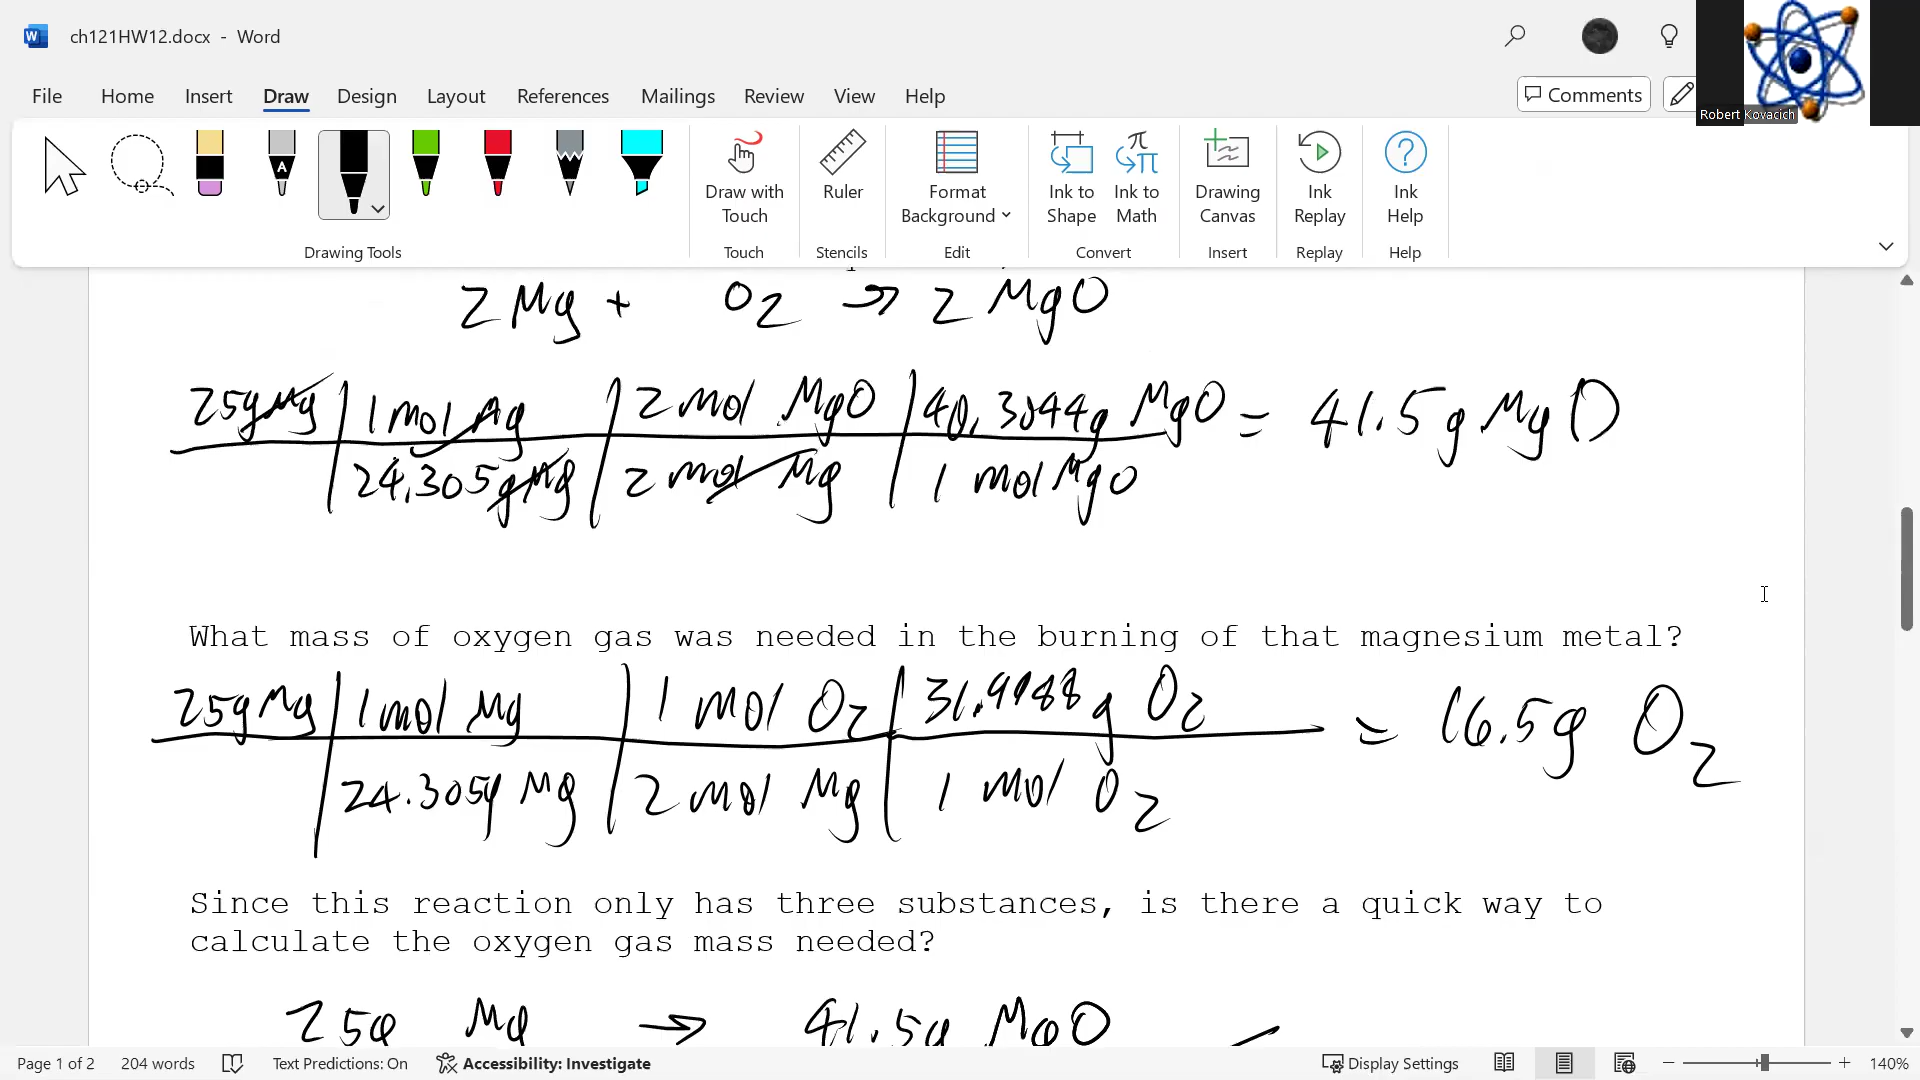 ch121HW12.docx - Word
Robert Kovacich
File Home Insert Draw Design Layout References Mailings Review View Help
Comments
A
Draw with Touch
Ruler
Format Background
Ink to Shape
Ink to Math
Drawing Canvas
Ink Replay
Ink Help
Drawing Tools
Touch
Stencils
Edit
Convert
Insert
Replay
Help
2 Mg + O2 → 2 MgO
25g Mg | 1 mol Mg | 2 mol MgO | 40.3044g MgO = 41.5g MgO
24.305g Mg | 2 mol Mg | 1 mol MgO
What mass of oxygen gas was needed in the burning of that magnesium metal?
25g Mg | 1 mol Mg | 1 mol O2 | 31.9988g O2 = 16.5g O2
24.305g Mg | 2 mol Mg | 1 mol O2
Since this reaction only has three substances, is there a quick way to
calculate the oxygen gas mass needed?
25g Mg → 41.5g MgO
Page 1 of 2 204 words Text Predictions: On Accessibility: Investigate Display Settings 140%